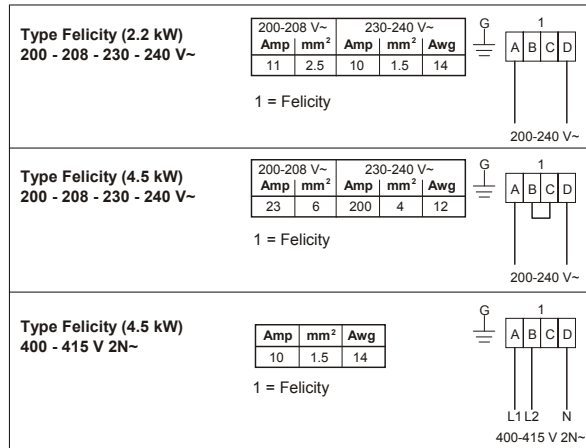 Type Felicity (2.2 kW)
200 - 208 - 230 - 240 V~
200-208 V~ 230-240 V~
Amp mm² Amp mm² Awg
11 2.5 10 1.5 14
1 = Felicity
G 1
A B C D
200-240 V~
Type Felicity (4.5 kW)
200 - 208 - 230 - 240 V~
200-208 V~ 230-240 V~
Amp mm² Amp mm² Awg
23 6 200 4 12
1 = Felicity
G 1
A B C D
200-240 V~
Type Felicity (4.5 kW)
400 - 415 V 2N~
Amp mm² Awg
10 1.5 14
1 = Felicity
G 1
A B C D
L1 L2 N
400-415 V 2N~